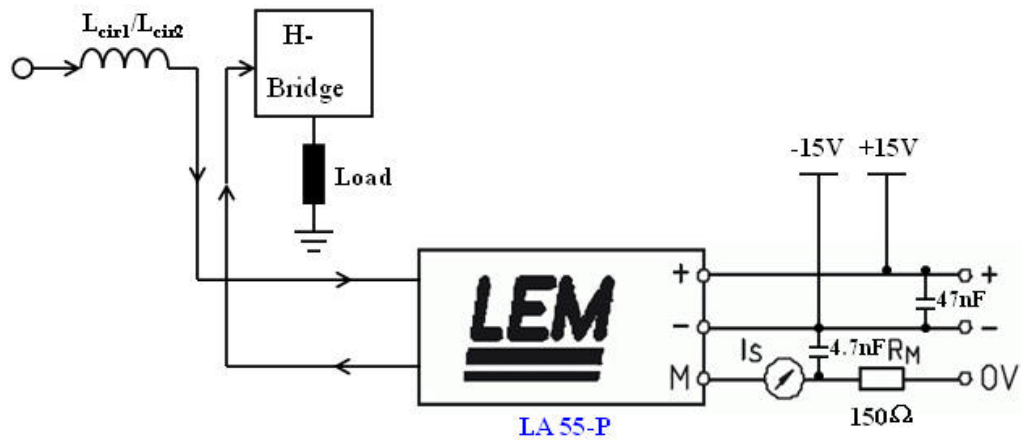 Lcir1/Lcir2
H-
Bridge
Load
-15V +15V
LEM
+
+
47nF
-
-
4.7nF
IS
RM
M
0V
150Ω
LA 55-P